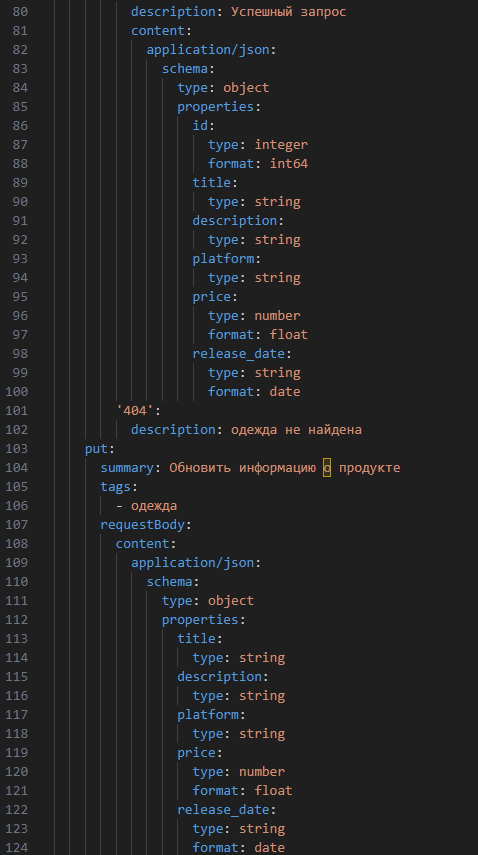 80 description: Успешный запрос
81 content:
82 application/json:
83 schema:
84 type: object
85 properties:
86 id:
87 type: integer
88 format: int64
89 title:
90 type: string
91 description:
92 type: string
93 platform:
94 type: string
95 price:
96 type: number
97 format: float
98 release_date:
99 type: string
100 format: date
101 '404':
102 description: одежда не найдена
103 put:
104 summary: Обновить информацию о продукте
105 tags:
106 - одежда
107 requestBody:
108 content:
109 application/json:
110 schema:
111 type: object
112 properties:
113 title:
114 type: string
115 description:
116 type: string
117 platform:
118 type: string
119 price:
120 type: number
121 format: float
122 release_date:
123 type: string
124 format: date